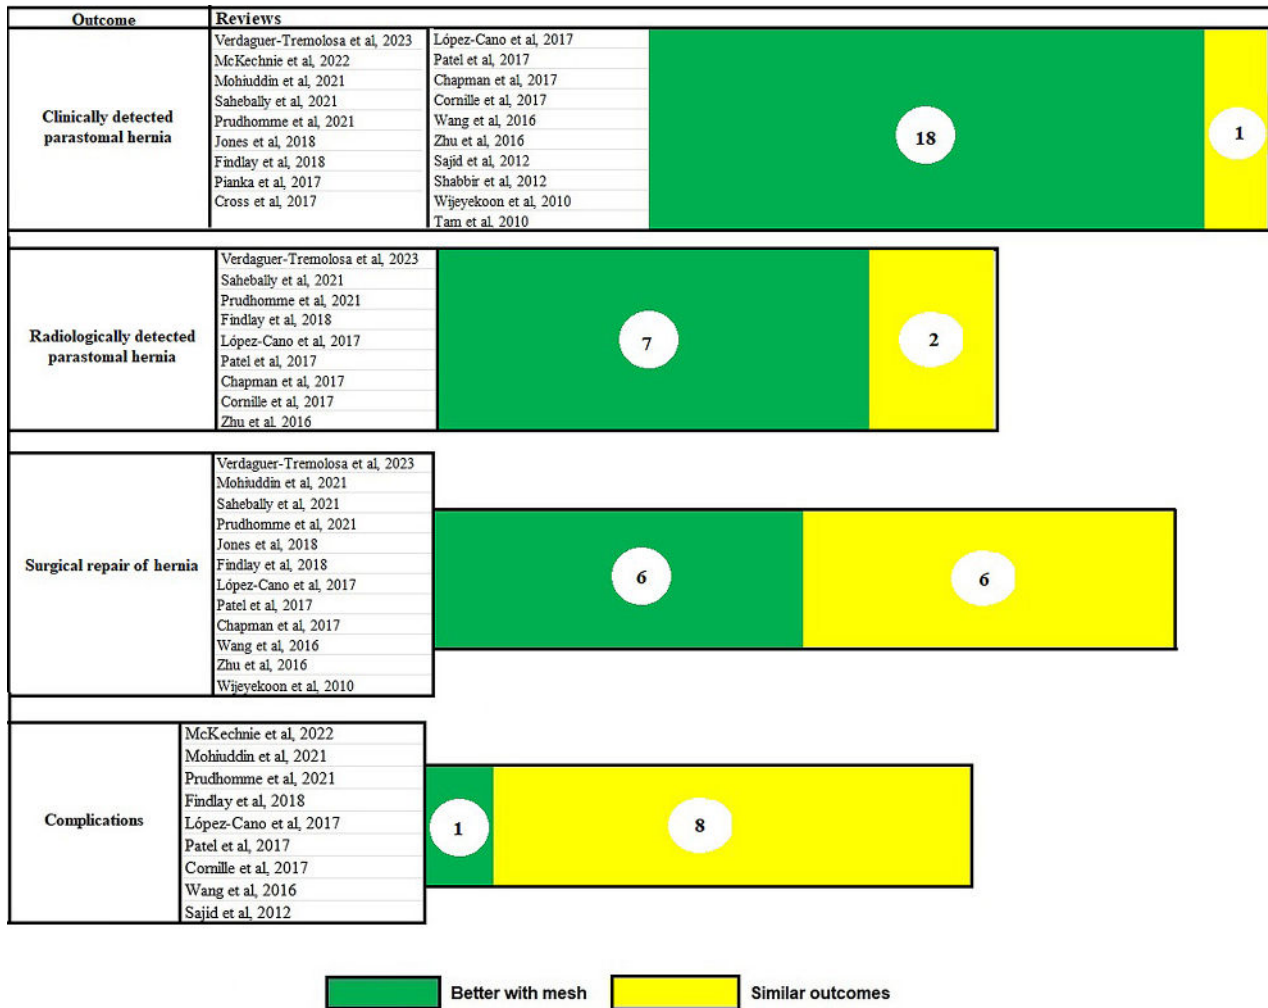 Outcome
Reviews
Clinically detected
parastomal hernia
Verdaguer-Tremolosa et al, 2023
McKechnie et al, 2022
Mohiuddin et al, 2021
Sahebally et al, 2021
Prudhomme et al, 2021
Jones et al, 2018
Findlay et al, 2018
Pianka et al, 2017
Cross et al, 2017
López-Cano et al, 2017
Patel et al, 2017
Chapman et al, 2017
Cornille et al, 2017
Wang et al, 2016
Zhu et al, 2016
Sajid et al, 2012
Shabbir et al, 2012
Wijeyekoon et al, 2010
Tam et al. 2010
18
1
Radiologically detected
parastomal hernia
Verdaguer-Tremolosa et al, 2023
Sahebally et al, 2021
Prudhomme et al, 2021
Findlay et al, 2018
López-Cano et al, 2017
Patel et al, 2017
Chapman et al, 2017
Cornille et al, 2017
Zhu et al. 2016
7
2
Surgical repair of hernia
Verdaguer-Tremolosa et al, 2023
Mohiuddin et al, 2021
Sahebally et al, 2021
Prudhomme et al, 2021
Jones et al, 2018
Findlay et al, 2018
López-Cano et al, 2017
Patel et al, 2017
Chapman et al, 2017
Wang et al, 2016
Zhu et al, 2016
Wijeyekoon et al, 2010
6
6
Complications
McKechnie et al, 2022
Mohiuddin et al, 2021
Prudhomme et al, 2021
Findlay et al, 2018
López-Cano et al, 2017
Patel et al, 2017
Cornille et al, 2017
Wang et al, 2016
Sajid et al, 2012
1
8
Better with mesh
Similar outcomes